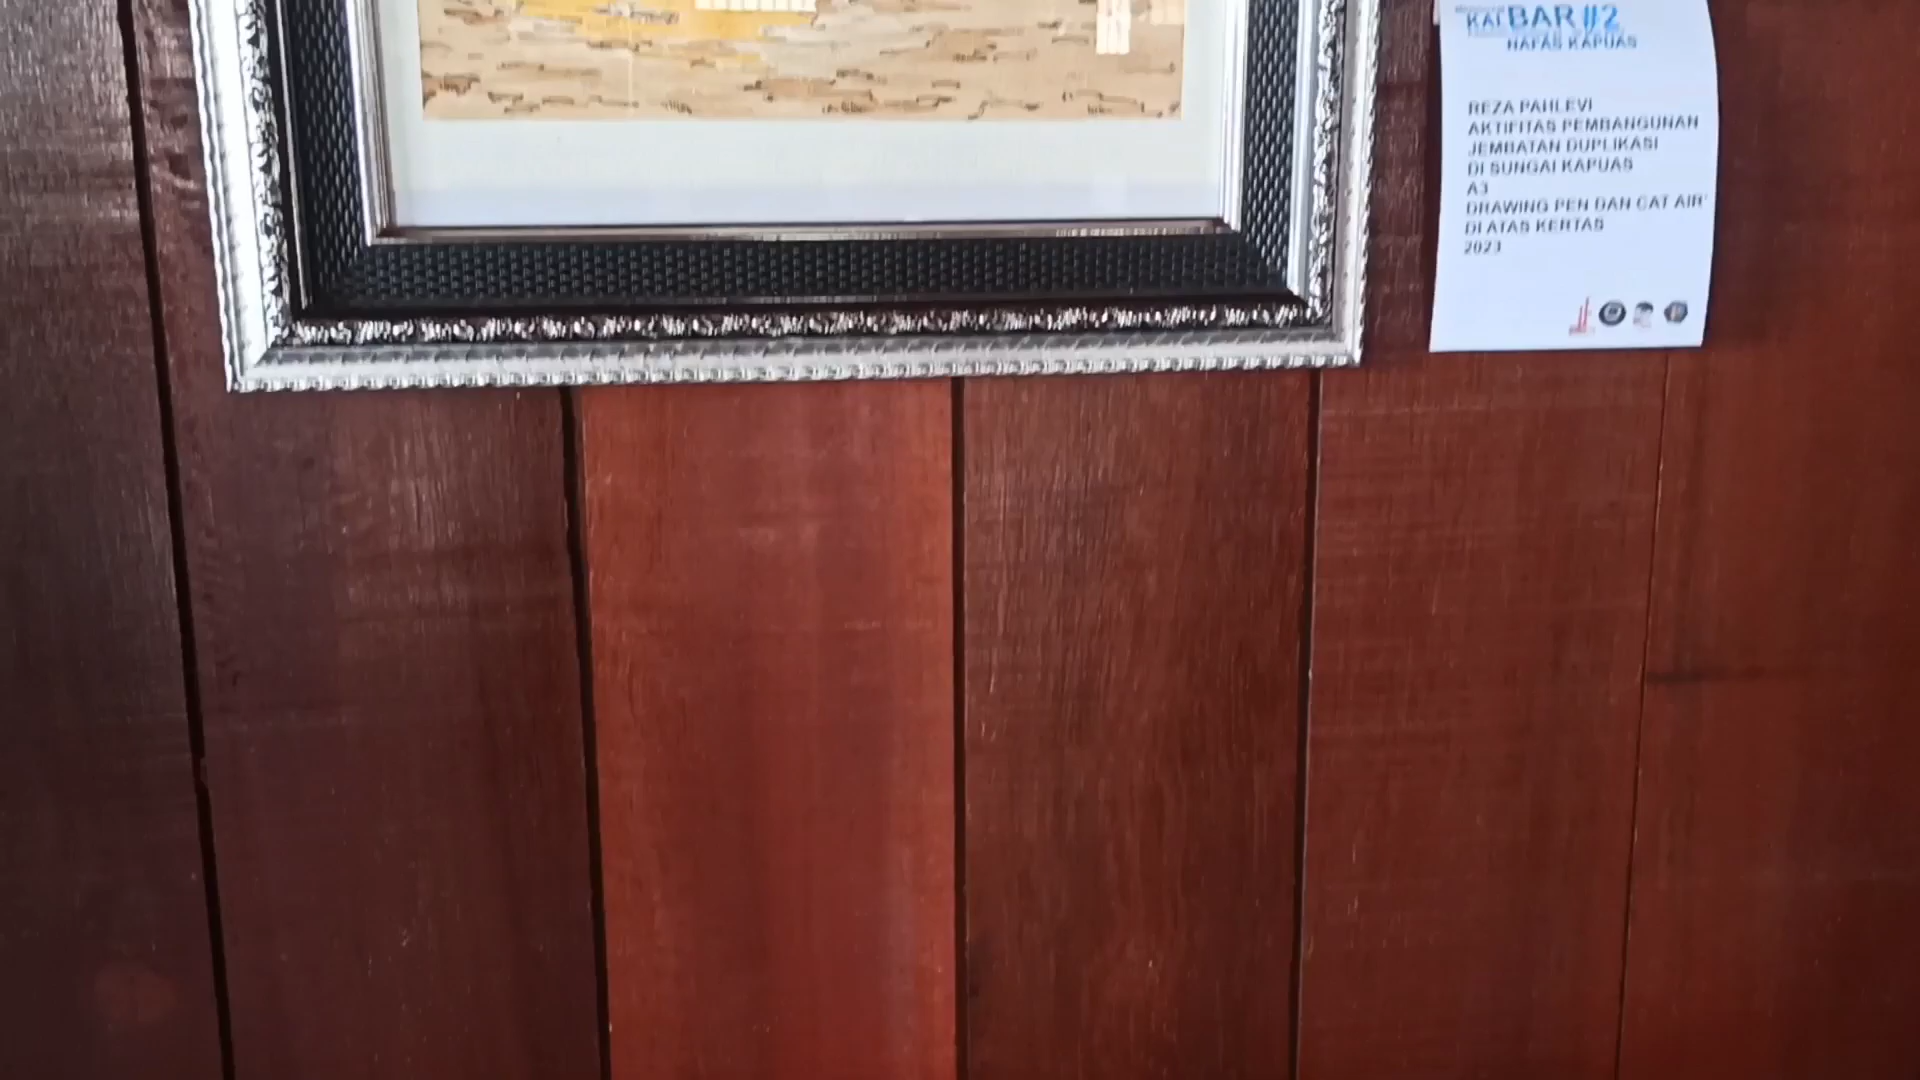 KALBAR #2
NAFAS KAPUAS
REZA PAHLEVI
AKTIFITAS PEMBANGUNAN
JEMBATAN DUPLIKASI
DI SUNGAI KAPUAS
A3
DRAWING PEN DAN CAT AIR
DI ATAS KERTAS
2023